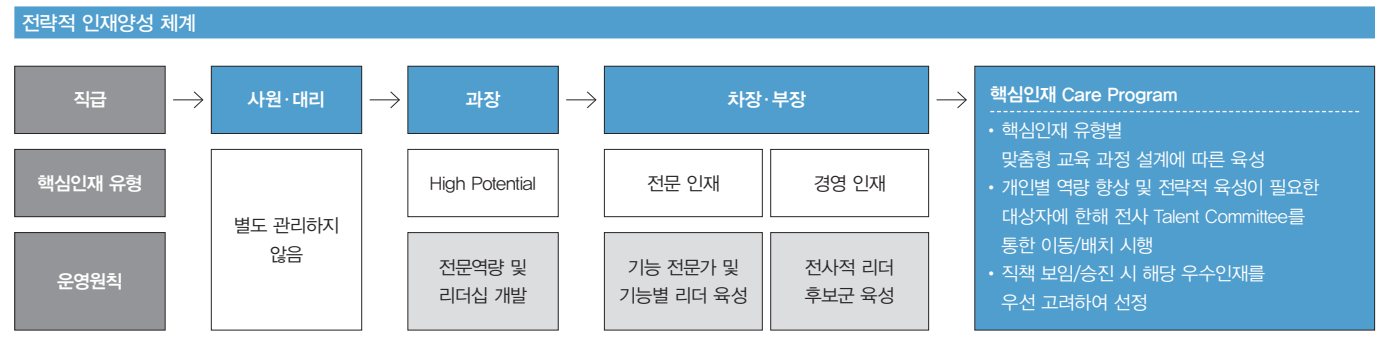 전략적 인재양성 체계
직급
사원·대리
과장
차장·부장
핵심인재 유형
별도 관리하지
않음
High Potential
전문 인재
경영 인재
운영원칙
전문역량 및
리더십 개발
기능 전문가 및
기능별 리더 육성
전사적 리더
후보군 육성
핵심인재 Care Program
• 핵심인재 유형별
맞춤형 교육 과정 설계에 따른 육성
• 개인별 역량 향상 및 전략적 육성이 필요한
대상자에 한해 전사 Talent Committee를
통한 이동/배치 시행
• 직책 보임/승진 시 해당 우수인재를
우선 고려하여 선정